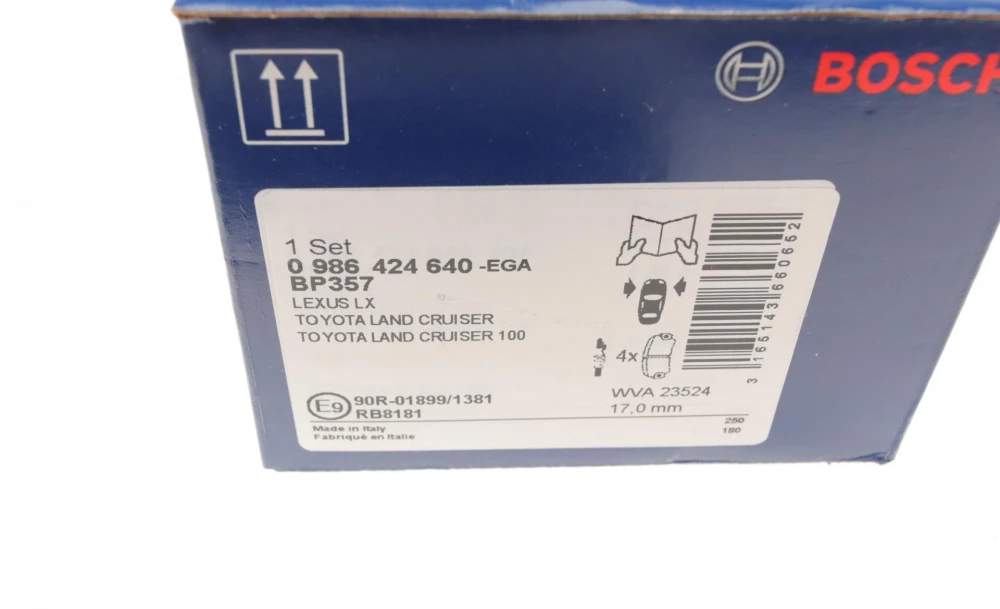 BOSCH
1 Set
0 986 424 640 -EGA
BP357
LEXUS LX
TOYOTA LAND CRUISER
TOYOTA LAND CRUISER 100
4x
3 165143 660652
WVA 23524
17,0 mm
E9
90R-01899/1381
RB8181
250
180
Made in Italy
Fabriqué en Italie